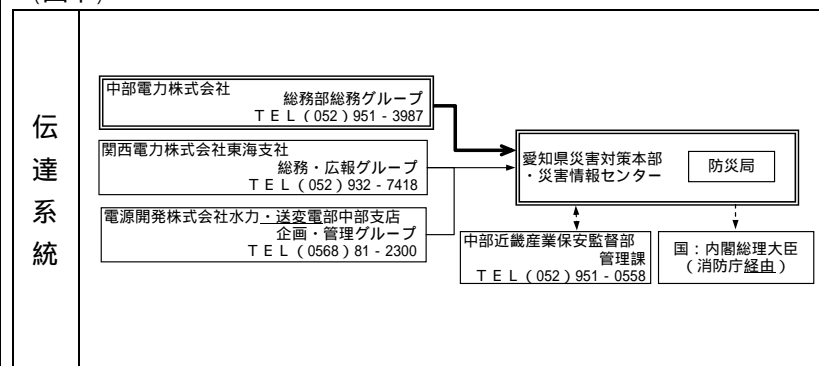 伝達系統
中部電力株式会社
総務部総務グループ
ＴＥＬ（052）951‐3987
関西電力株式会社東海支社
総務・広報グループ
ＴＥＬ（052）932‐7418
電源開発株式会社水力・送変電部中部支店
企画・管理グループ
ＴＥＬ（0568）81‐2300
愛知県災害対策本部
・災害情報センター
防災局
中部近畿産業保安監督部
管理課
ＴＥＬ（052）951‐0558
国：内閣総理大臣
（消防庁経由）